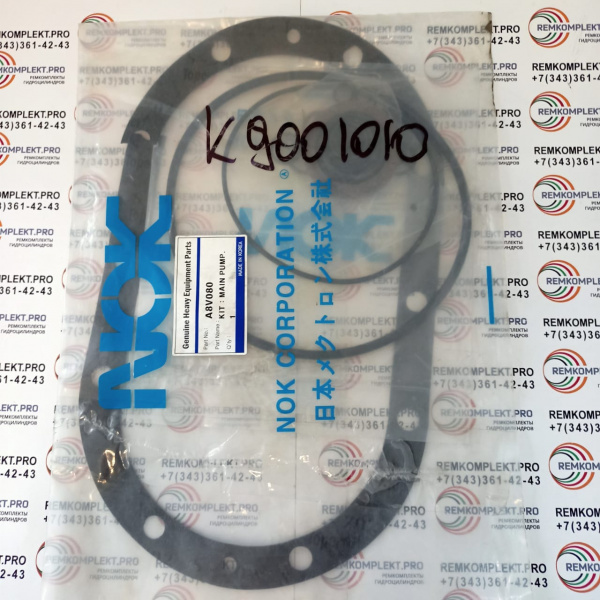 K9001010
NOK
NOK CORPORATION ®
日本メクトロン株式会社
Genuine Heavy Equipment Parts
Part No.: A8V080
Part Name: KIT : MAIN PUMP.
Q'ty: 1
MADE IN KOREA
NOK
REMKOMPLEKT.PRO
РЕМКОМПЛЕКТЫ
ГИДРОЦИЛИНДРОВ
+7(343)361-42-43